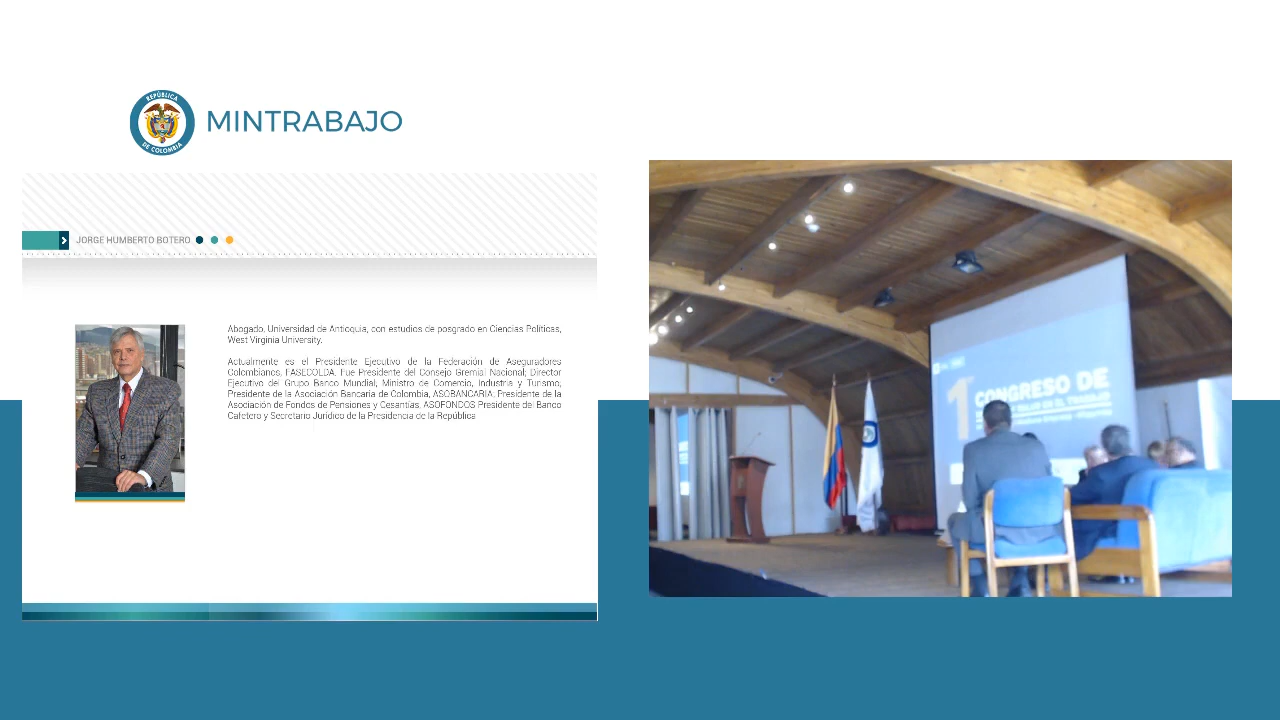 REPÚBLICA
DE COLOMBIA
MINTRABAJO
JORGE HUMBERTO BOTERO
Abogado, Universidad de Antioquia, con estudios de posgrado en Ciencias Políticas,
West Virginia University.
Actualmente es el Presidente Ejecutivo de la Federación de Aseguradores
Colombianos, FASECOLDA. Fue Presidente del Consejo Gremial Nacional; Director
Ejecutivo del Grupo Banco Mundial; Ministro de Comercio, Industria y Turismo;
Presidente de la Asociación Bancaria de Colombia, ASOBANCARIA. Presidente de la
Asociación de Fondos de Pensiones y Cesantías, ASOFONDOS Presidente del Banco
Cafetero y Secretario Jurídico de la Presidencia de la República
1
CONGRESO DE
Y SALUD EN EL TRABAJO